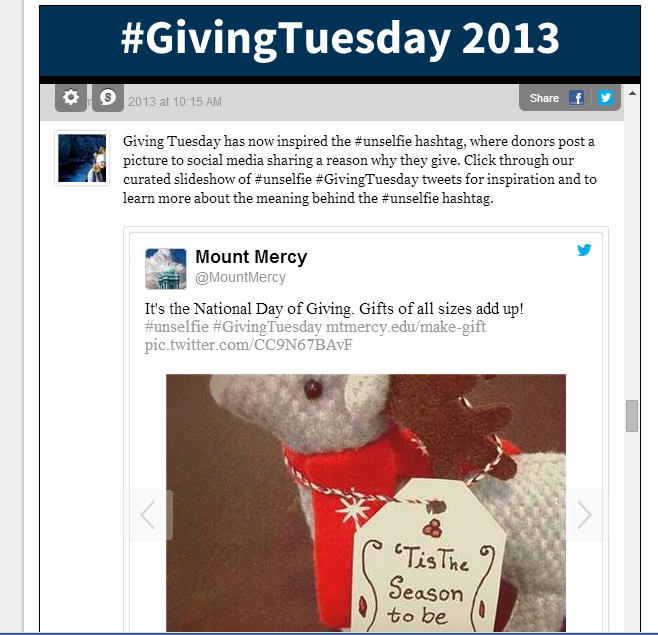 #GivingTuesday 2013
2013 at 10:15 AM
Share
Giving Tuesday has now inspired the #unselfie hashtag, where donors post a
picture to social media sharing a reason why they give. Click through our
curated slideshow of #unselfie #GivingTuesday tweets for inspiration and to
learn more about the meaning behind the #unselfie hashtag.
Mount Mercy
@MountMercy
It's the National Day of Giving. Gifts of all sizes add up!
#unselfie #GivingTuesday mtmercy.edu/make-gift
pic.twitter.com/CC9N67BAvF
'Tis The
Season
to be